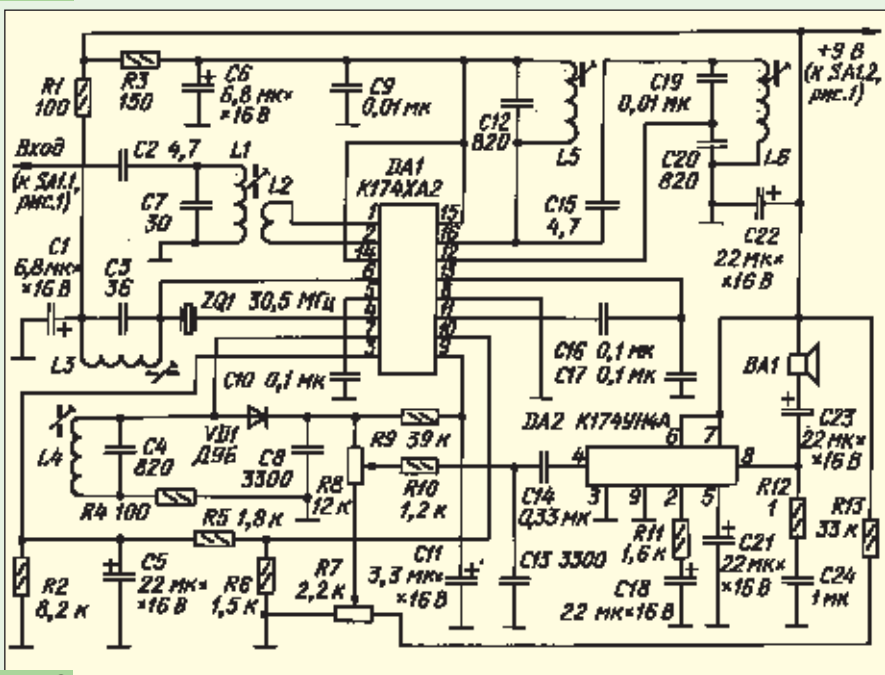 R1
100
R3
150
C6
6,8 мк×
×16 В
C9
0,01 мк
C12
820
L5
C19
0,01 мк
+9 В
(к SA1.2,
рис.1)
Вход
(к SA1.1,
рис.1)
C2 4,7
L1
L2
C7
30
DA1
К174ХА2
1
2
14
5
4
3
15
16
12
13
11
10
9
C15
4,7
C20
820
L6
C22
22 мк×
×16 В
C1
6,8 мк×
×16 В
C3
36
ZQ1 30,5 МГц
L3
C10 0,1 мк
C16 0,1 мк
C17 0,1 мк
BA1
L4
C4
820
VD1
Д9Б
C8
3300
R9 39 к
R8
12 к
R10
1,2 к
DA2 К174УН4А
6
7
4
8
3
9
2
5
C23
22 мк×
×16 В
R4 100
R5 1,8 к
C14
0,33 мк
R12
1
R13
33 к
R2
8,2 к
C5
22 мк×
×16 В
R6
1,5 к
R7
2,2 к
C11
3,3 мк×
×16 В
C13 3300
R11
1,6 к
C18
22 мк×16 В
C21
22 мк×
×16 В
C24
1 мк